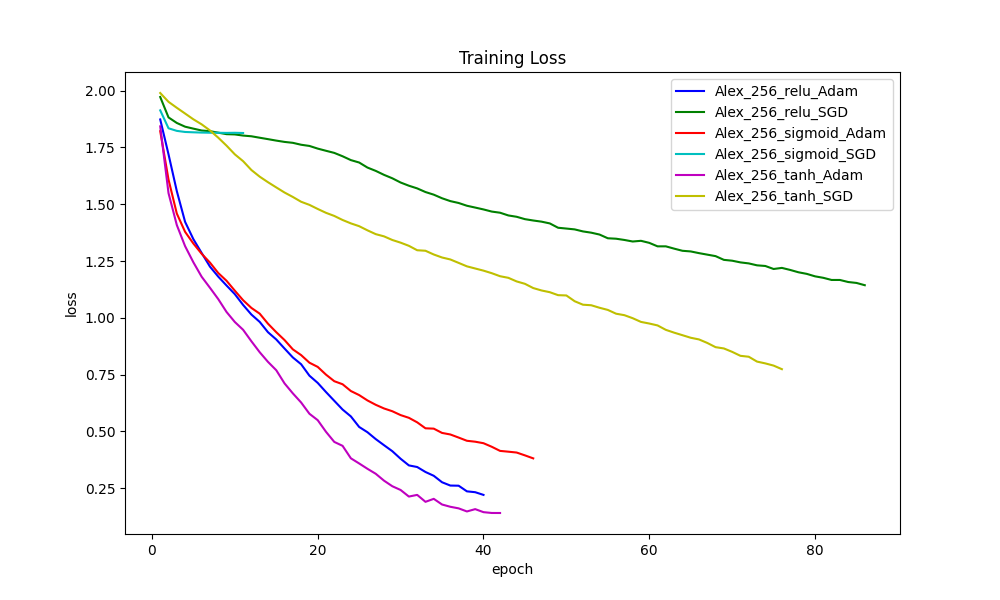 Training Loss
Alex_256_relu_Adam
Alex_256_relu_SGD
Alex_256_sigmoid_Adam
Alex_256_sigmoid_SGD
Alex_256_tanh_Adam
Alex_256_tanh_SGD
2.00
1.75
1.50
1.25
1.00
0.75
0.50
0.25
loss
0 20 40 60 80
epoch